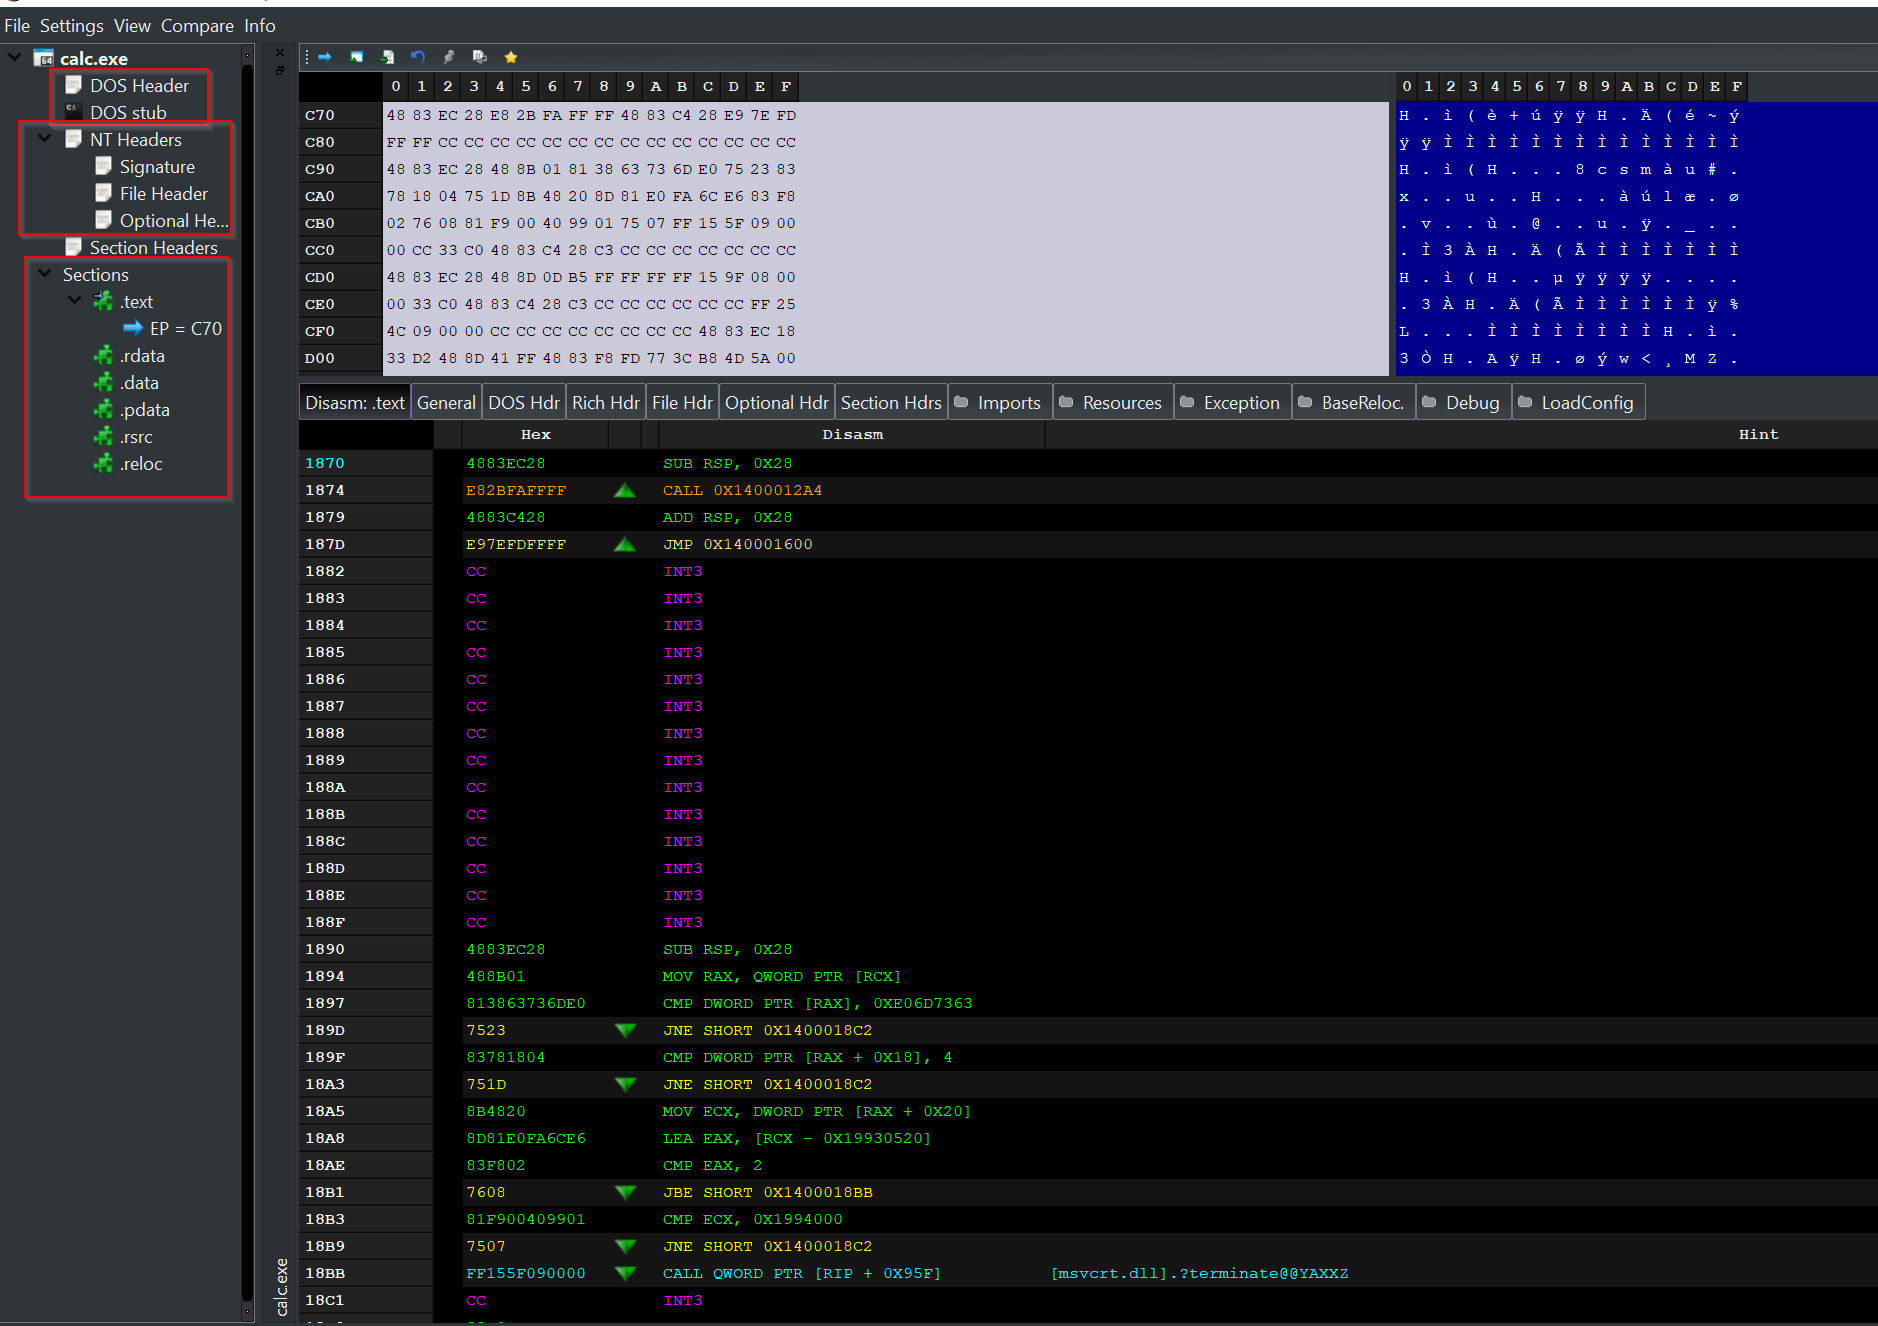 File Settings View Compare Info
calc.exe
DOS Header
DOS stub
NT Headers
Signature
File Header
Optional He...
Section Headers
Sections
.text
EP = C70
.rdata
.data
.pdata
.rsrc
.reloc
calc.exe
0 1 2 3 4 5 6 7 8 9 A B C D E F
C70 48 83 EC 28 E8 2B FA FF FF 48 83 C4 28 E9 7E FD
C80 FF FF CC CC CC CC CC CC CC CC CC CC CC CC CC CC
C90 48 83 EC 28 48 8B 01 81 38 63 73 6D E0 75 23 83
CA0 78 18 04 75 1D 8B 48 20 8D 81 E0 FA 6C E6 83 F8
CB0 02 76 08 81 F9 00 40 99 01 75 07 FF 15 5F 09 00
CC0 00 CC 33 C0 48 83 C4 28 C3 CC CC CC CC CC CC CC
CD0 48 83 EC 28 48 8D 0D B5 FF FF FF FF 15 9F 08 00
CE0 00 33 C0 48 83 C4 28 C3 CC CC CC CC CC CC FF 25
CF0 4C 09 00 00 CC CC CC CC CC CC CC CC 48 83 EC 18
D00 33 D2 48 8D 41 FF 48 83 F8 FD 77 3C B8 4D 5A 00
0 1 2 3 4 5 6 7 8 9 A B C D E F
H . ì ( è + ú ÿ ÿ H . Ä ( é ~ ý
ÿ ÿ Ì Ì Ì Ì Ì Ì Ì Ì Ì Ì Ì Ì Ì Ì
H . ì ( H . . . 8 c s m à u # .
x . . u . . H . . . à ú l æ . ø
. v . . ù . @ . . u . ÿ . _ . .
. Ì 3 À H . Ä ( Ã Ì Ì Ì Ì Ì Ì Ì
H . ì ( H . . µ ÿ ÿ ÿ ÿ . . . .
. 3 À H . Ä ( Ã Ì Ì Ì Ì Ì Ì ÿ %
L . . . Ì Ì Ì Ì Ì Ì Ì Ì H . ì .
3 Ò H . A ÿ H . ø ý w < ¸ M Z .
Disasm: .text General DOS Hdr Rich Hdr File Hdr Optional Hdr Section Hdrs Imports Resources Exception BaseReloc. Debug LoadConfig
Hex Disasm Hint
1870 4883EC28 SUB RSP, 0X28
1874 E82BFAFFFF CALL 0X1400012A4
1879 4883C428 ADD RSP, 0X28
187D E97EFDFFFF JMP 0X140001600
1882 CC INT3
1883 CC INT3
1884 CC INT3
1885 CC INT3
1886 CC INT3
1887 CC INT3
1888 CC INT3
1889 CC INT3
188A CC INT3
188B CC INT3
188C CC INT3
188D CC INT3
188E CC INT3
188F CC INT3
1890 4883EC28 SUB RSP, 0X28
1894 488B01 MOV RAX, QWORD PTR [RCX]
1897 813863736DE0 CMP DWORD PTR [RAX], 0XE06D7363
189D 7523 JNE SHORT 0X1400018C2
189F 83781804 CMP DWORD PTR [RAX + 0X18], 4
18A3 751D JNE SHORT 0X1400018C2
18A5 8B4820 MOV ECX, DWORD PTR [RAX + 0X20]
18A8 8D81E0FA6CE6 LEA EAX, [RCX - 0X19930520]
18AE 83F802 CMP EAX, 2
18B1 7608 JBE SHORT 0X1400018BB
18B3 81F900409901 CMP ECX, 0X1994000
18B9 7507 JNE SHORT 0X1400018C2
18BB FF155F090000 CALL QWORD PTR [RIP + 0X95F] [msvcrt.dll].?terminate@@YAXXZ
18C1 CC INT3